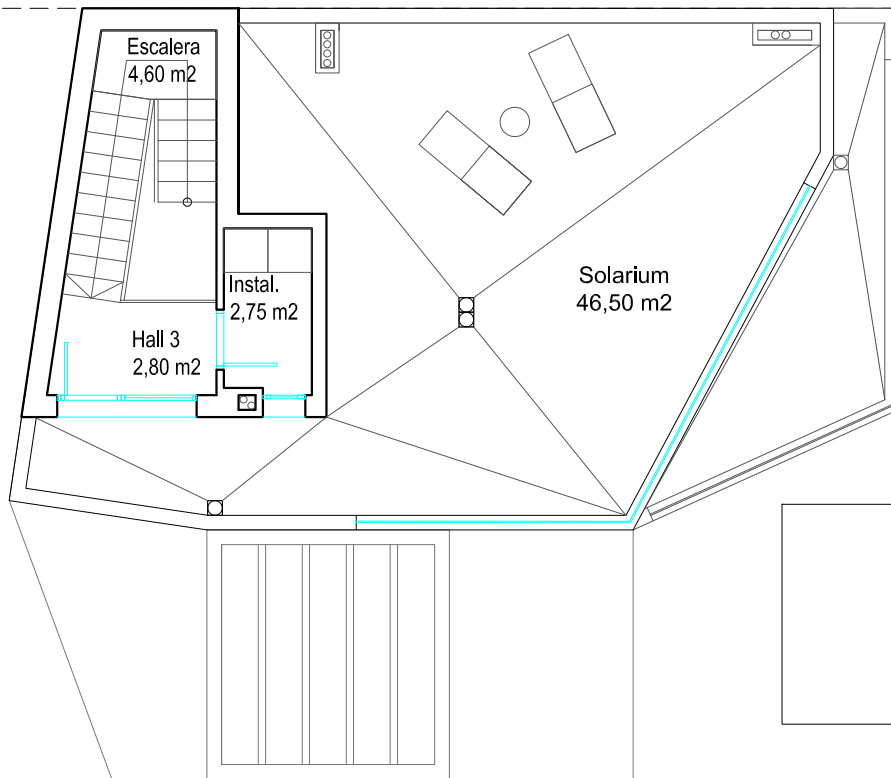 Escalera
4,60 m2
Instal.
2,75 m2
Hall 3
2,80 m2
Solarium
46,50 m2